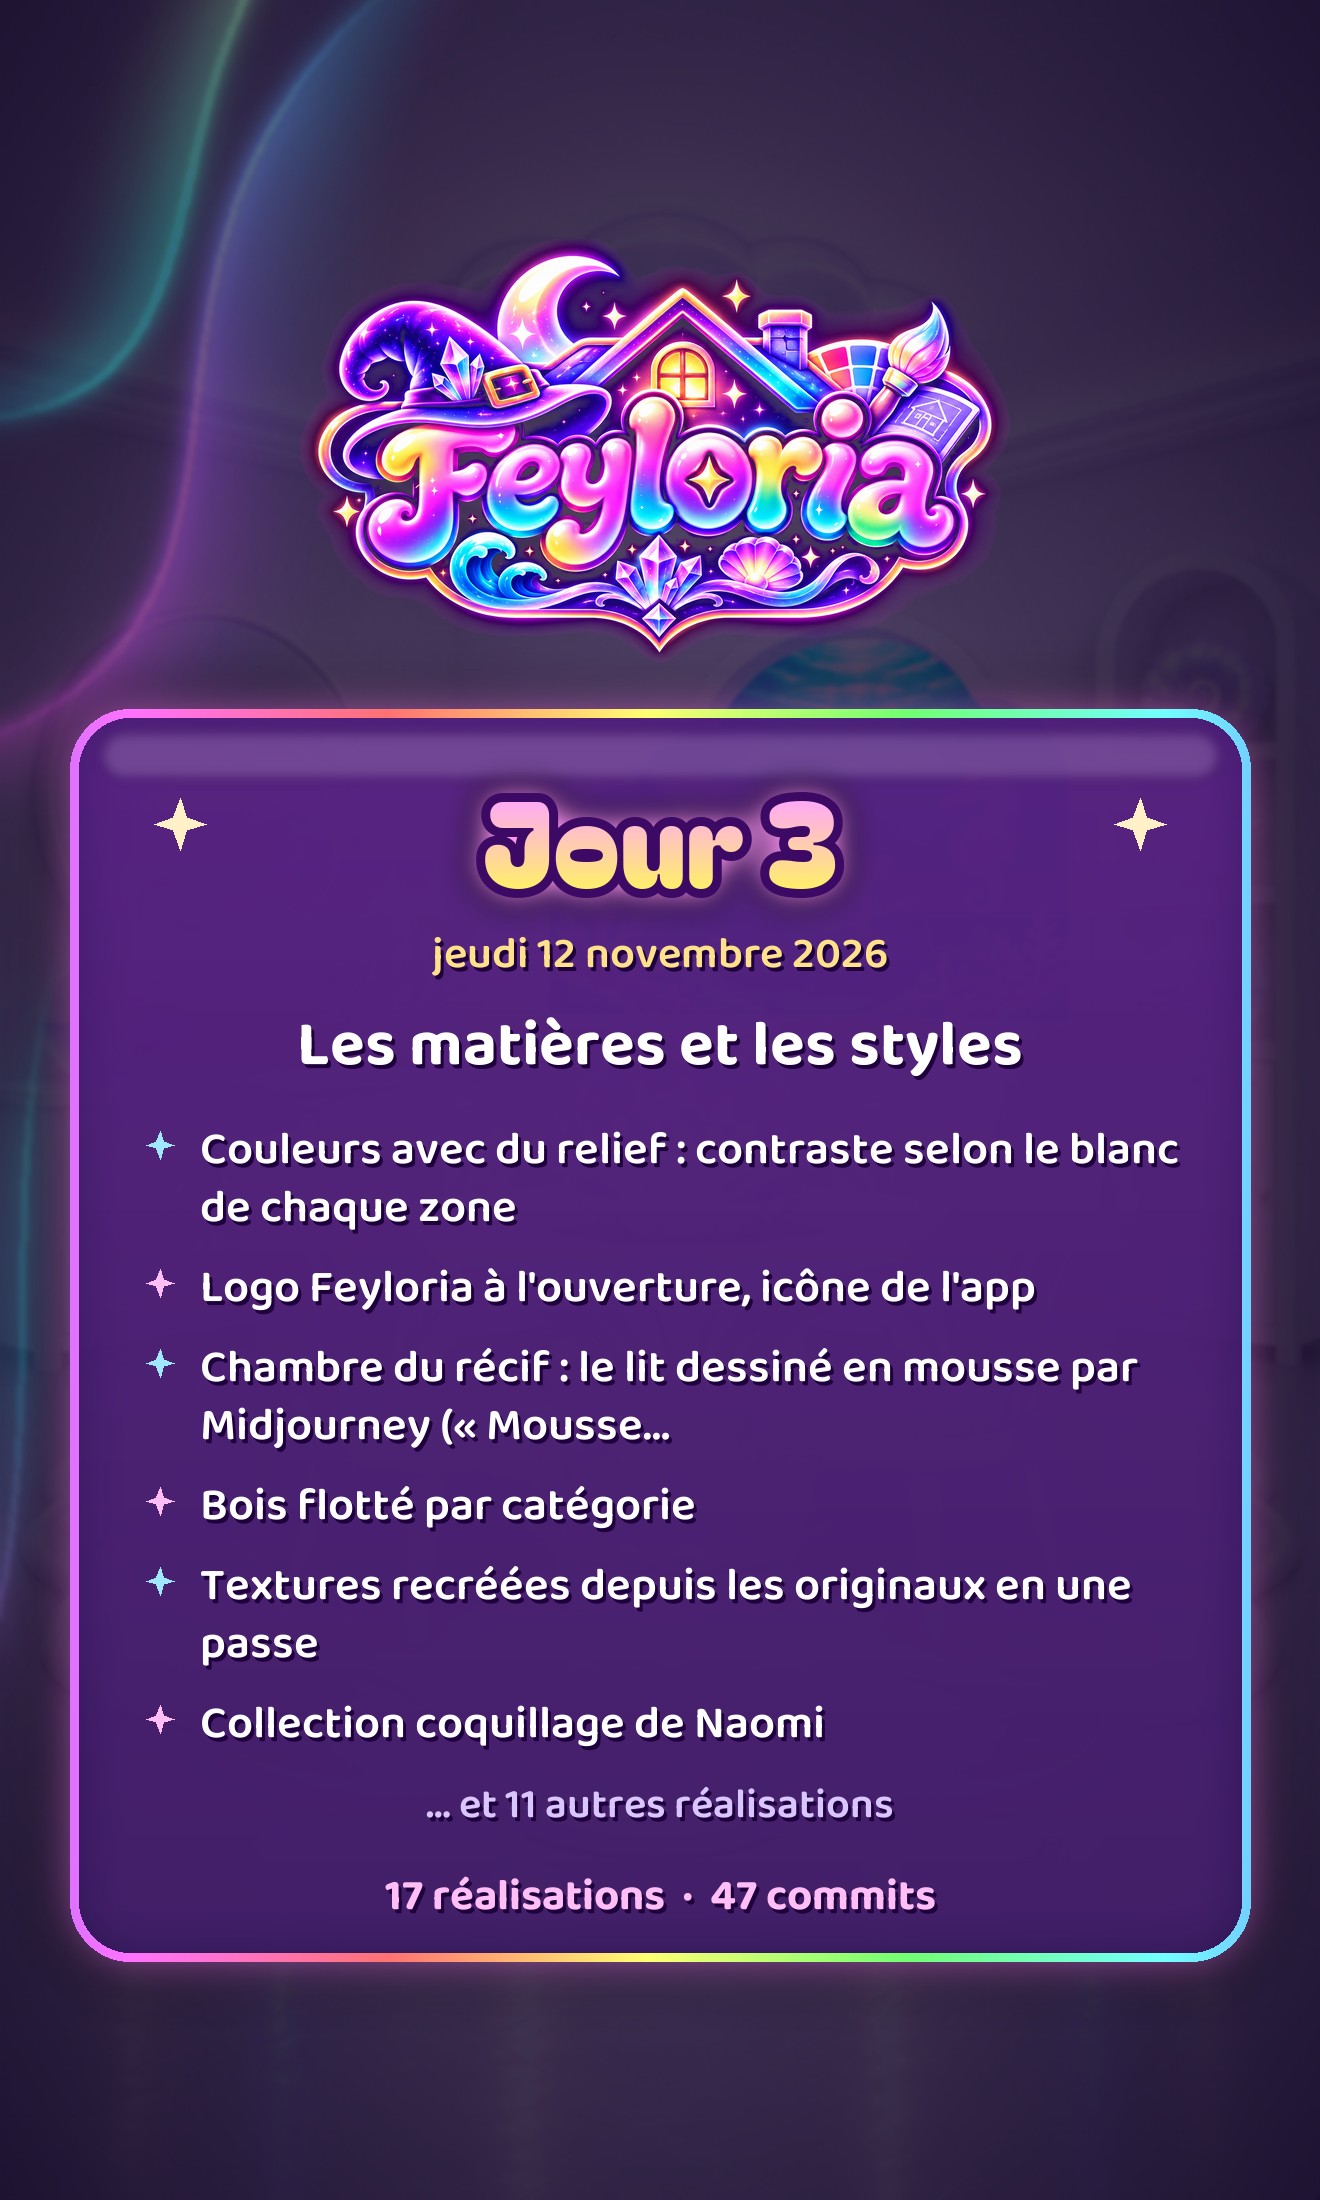 Feyloria
Jour 3
jeudi 12 novembre 2026
Les matières et les styles
Couleurs avec du relief : contraste selon le blanc
de chaque zone
Logo Feyloria à l'ouverture, icône de l'app
Chambre du récif : le lit dessiné en mousse par
Midjourney (« Mousse...
Bois flotté par catégorie
Textures recréées depuis les originaux en une
passe
Collection coquillage de Naomi
... et 11 autres réalisations
17 réalisations · 47 commits